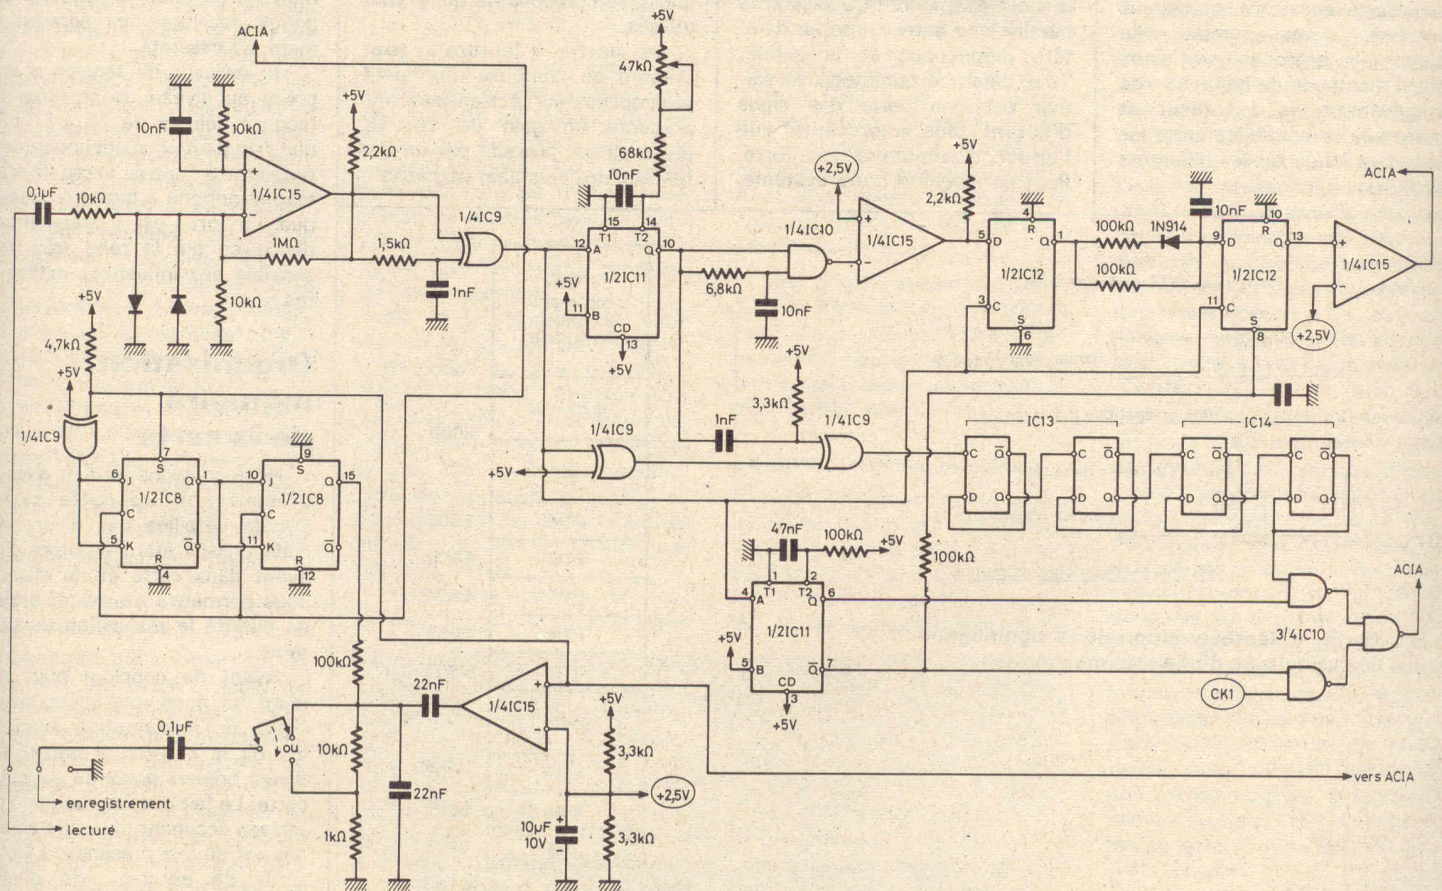 ACIA
+5V
47kΩ
10nF
10kΩ
2,2kΩ
+5V
68kΩ
10nF
15
14
T1
T2
0,1µF
10kΩ
+
-
1/4IC15
1MΩ
1,5kΩ
1nF
10kΩ
1/4IC9
12
A
Q
10
1/2IC11
+5V
11
B
CD
13
+5V
6,8kΩ
10nF
1/4IC10
+2,5V
+
-
1/4IC15
+5V
2,2kΩ
4
R
5
D
Q
1
1/2IC12
3
C
S
6
100kΩ
1N914
100kΩ
10nF
10
R
9
D
Q
13
1/2IC12
11
C
S
8
+
-
1/4IC15
+2,5V
ACIA
+5V
4,7kΩ
+5V
1/4IC9
7
S
6
J
Q
1
1/2IC8
C
5
K
Q
R
4
9
S
10
J
Q
15
1/2IC8
C
11
K
Q
R
12
+5V
3,3kΩ
1nF
1/4IC9
1/4IC9
+5V
IC13
IC14
C
Q
D
Q
C
Q
D
Q
C
Q
D
Q
C
Q
D
Q
47nF
100kΩ
+5V
1
2
T1
T2
4
A
Q
6
1/2IC11
+5V
5
B
Q
7
CD
3
+5V
100kΩ
3/4IC10
CK1
ACIA
100kΩ
22nF
1/4IC15
+
-
+5V
3,3kΩ
+2,5V
3,3kΩ
+
10µF
10V
-
0,1µF
ou
10kΩ
22nF
1kΩ
enregistrement
lecture
vers ACIA